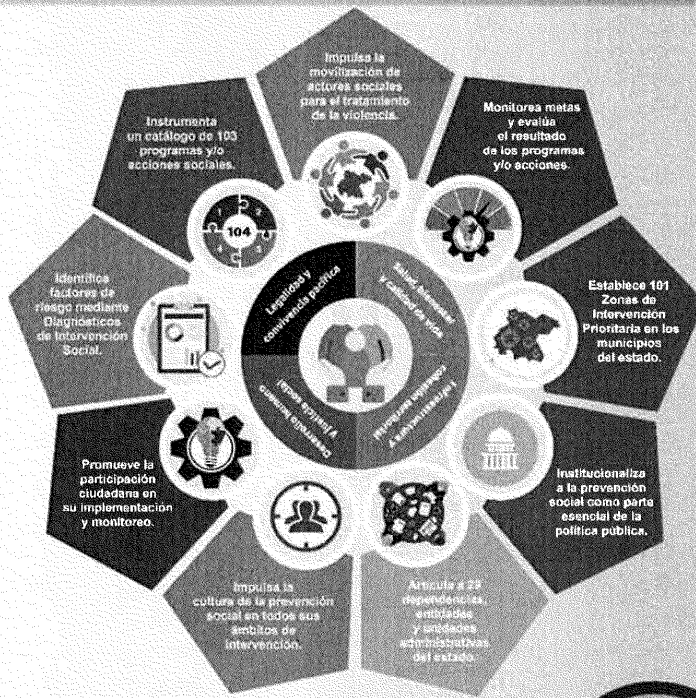 Impulsa la
movilización de
actores sociales
para el tratamiento
de la violencia.
Monitorea metas
y evalúa
el resultado
de los programas
y/o acciones.
Establece 101
Zonas de
Intervención
Prioritaria en los
municipios
del estado.
Institucionaliza
a la prevención
social como parte
esencial de la
política pública.
Articula a 29
dependencias,
entidades
y unidades
administrativas
del estado.
Impulsa la
cultura de la prevención
social en todos sus
ámbitos de
intervención.
Promueve la
participación
ciudadana en
su implementación
y monitoreo.
Identifica
factores de
riesgo mediante
Diagnósticos
de Intervención
Social.
Instrumenta
un catálogo de 103
programas y/o
acciones sociales.
1 2
104
4 3
Legalidad y
convivencia pacífica
Salud, bienestar
y calidad de vida
Infraestructura y
cohesión territorial
Desarrollo humano
y justicia social